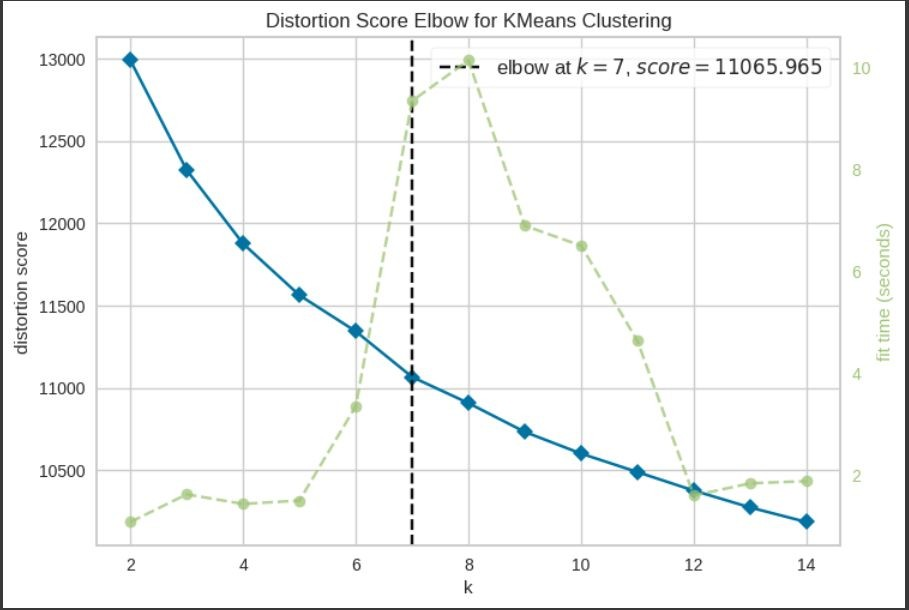 Distortion Score Elbow for KMeans Clustering
elbow at k = 7, score = 11065.965
distortion score
13000
12500
12000
11500
11000
10500
10
8
6
4
2
fit time (seconds)
2 4 6 8 10 12 14
k